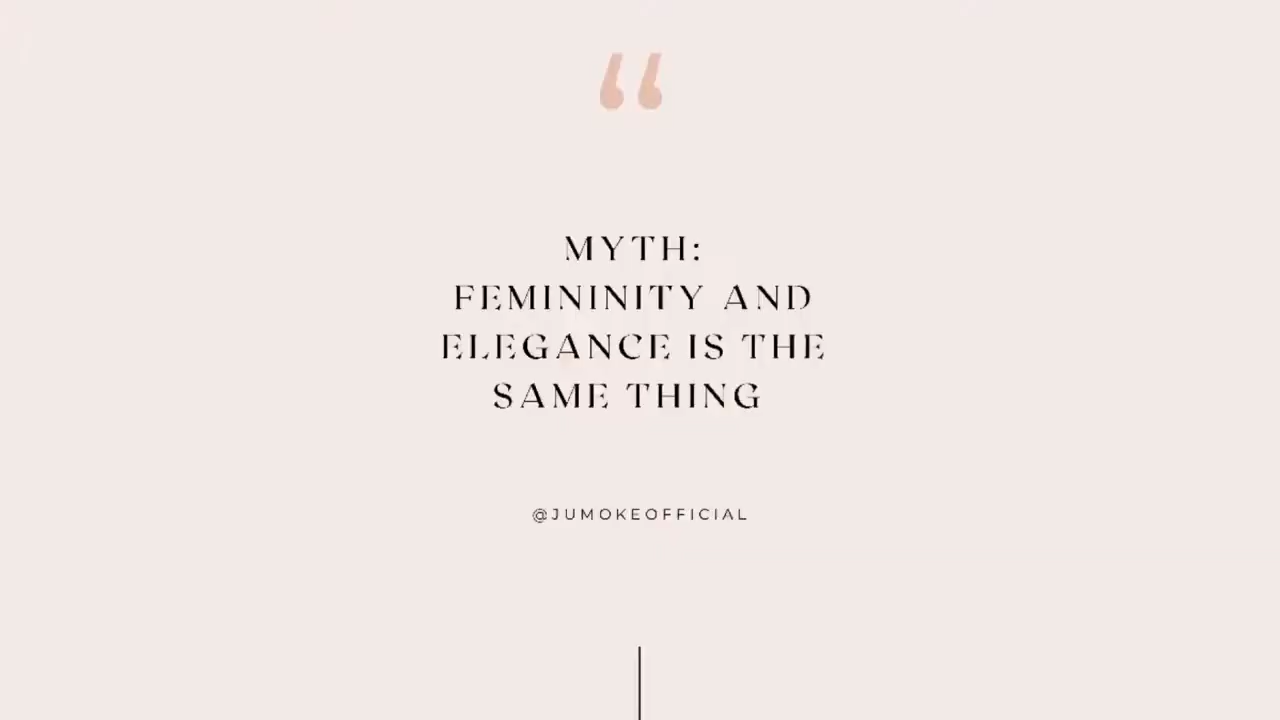 “
MYTH:
FEMININITY AND
ELEGANCE IS THE
SAME THING
@JUMOKEOFFICIAL